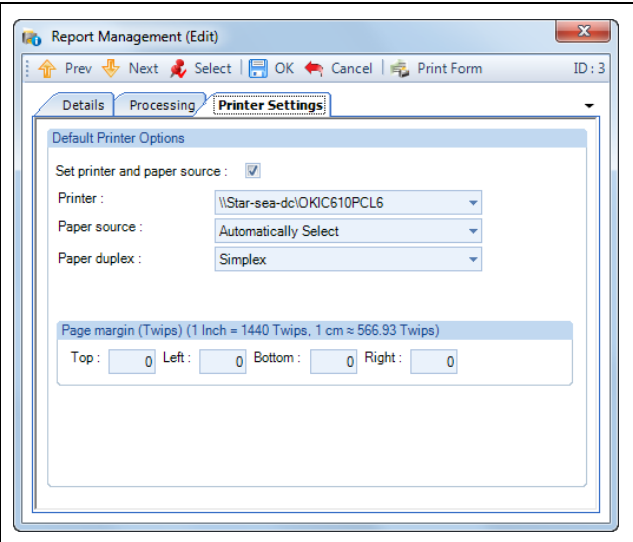 Report Management (Edit)
Prev Next Select OK Cancel Print Form ID : 3
Details Processing Printer Settings
Default Printer Options
Set printer and paper source :
Printer : \\Star-sea-dc\OKIC610PCL6
Paper source : Automatically Select
Paper duplex : Simplex
Page margin (Twips) (1 Inch = 1440 Twips, 1 cm ≈ 566.93 Twips)
Top : 0 Left : 0 Bottom : 0 Right : 0